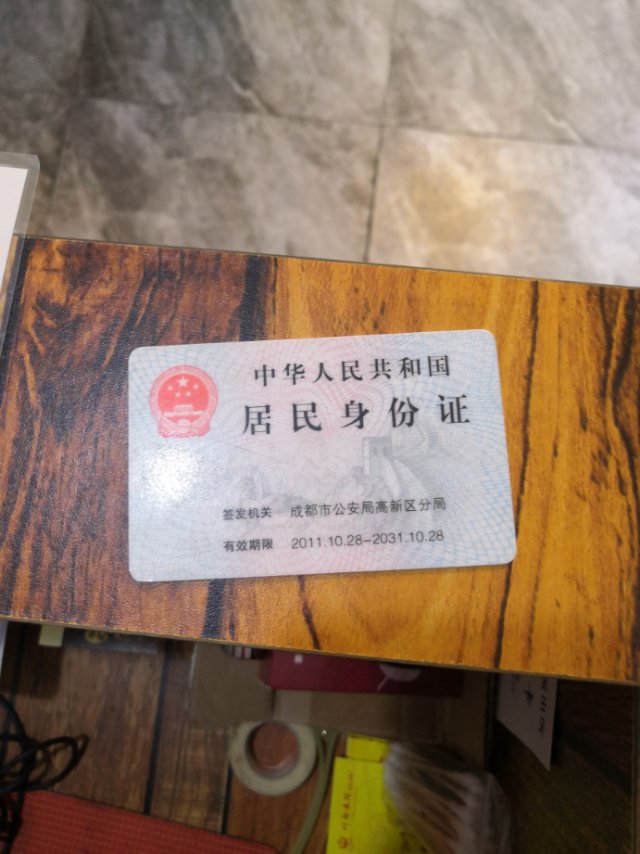 中华人民共和国
居民身份证
签发机关 成都市公安局高新区分局
有效期限 2011.10.28-2031.10.28